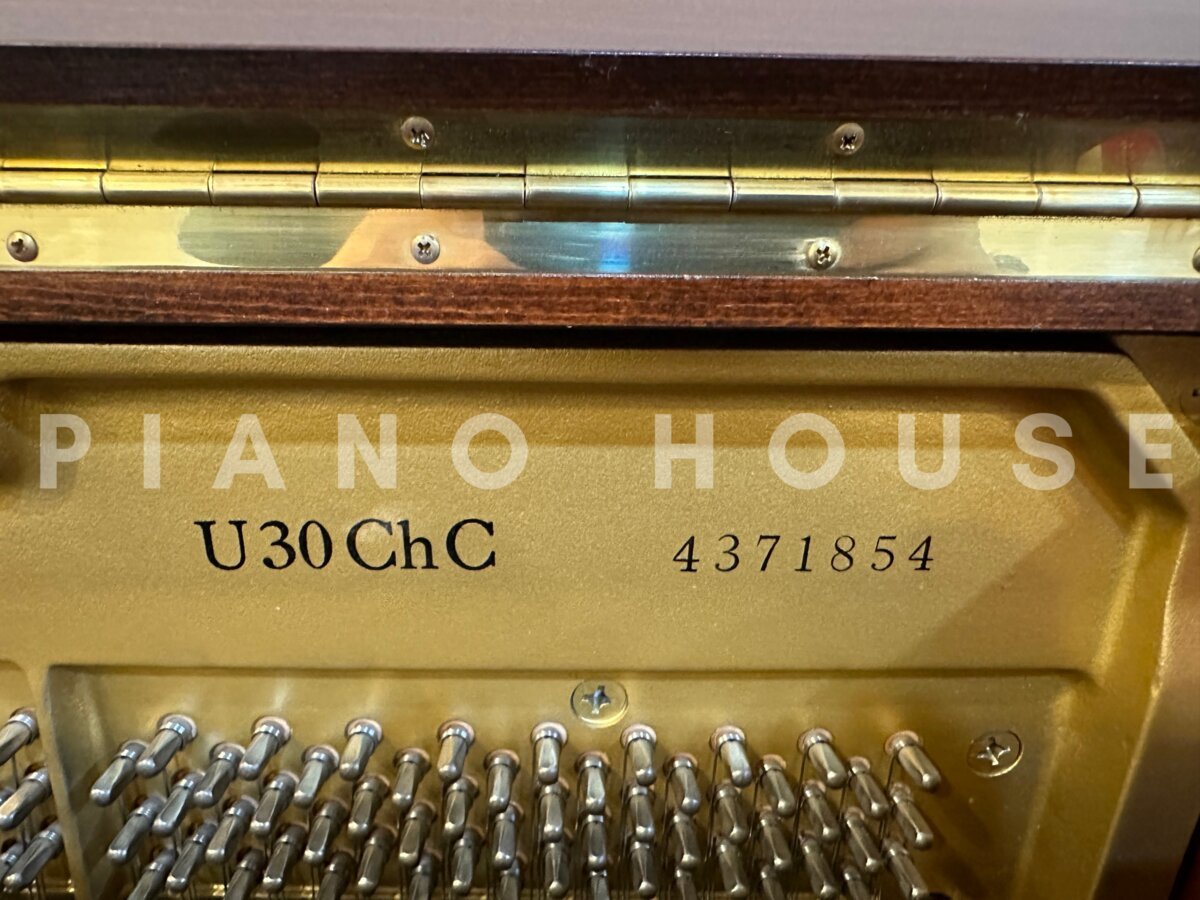 PIANO HOUSE
U30ChC 4371854